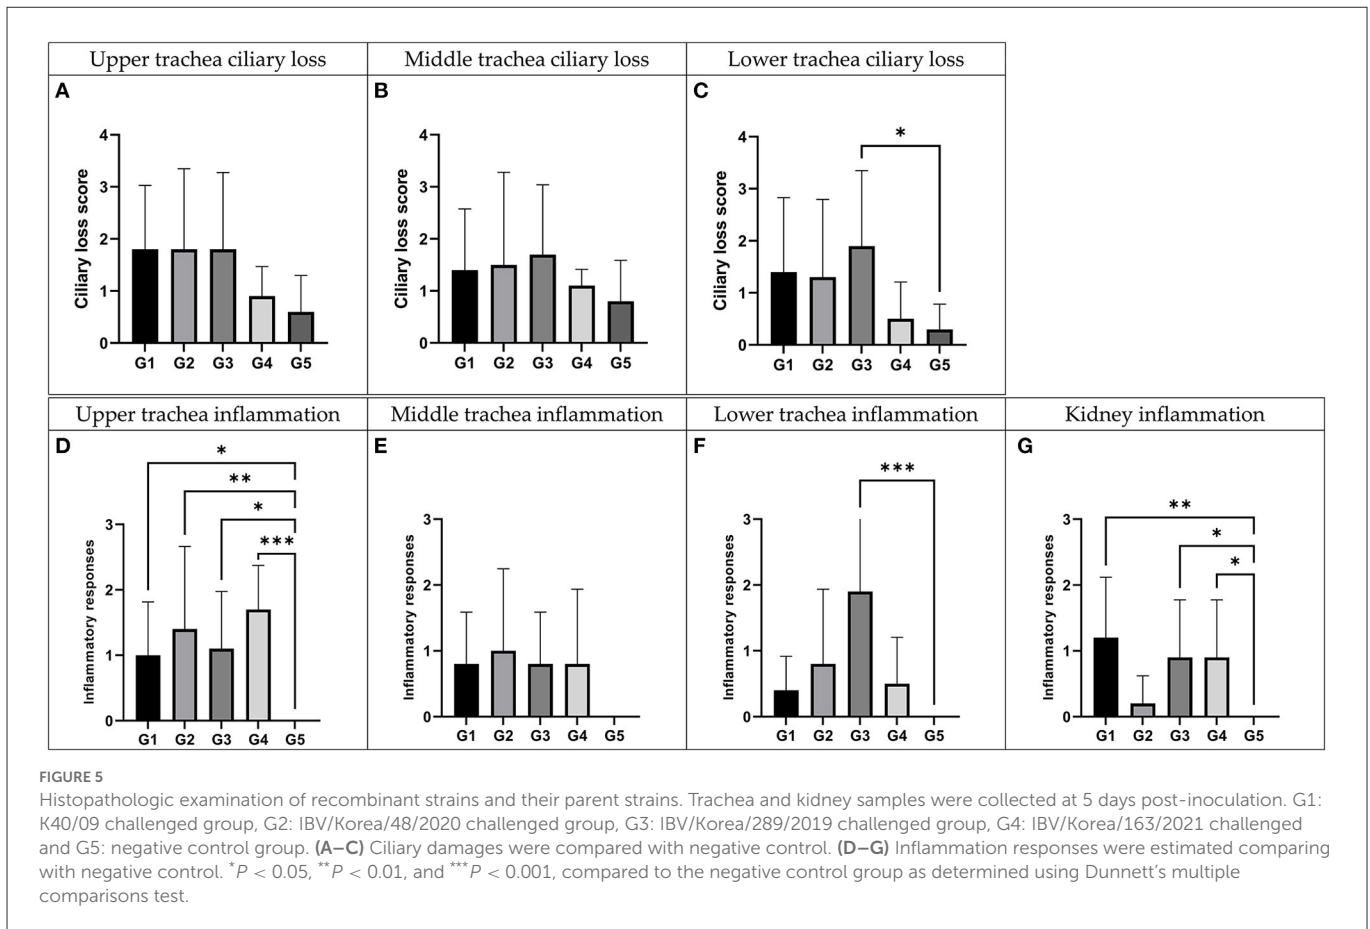 Upper trachea ciliary loss
Middle trachea ciliary loss
Lower trachea ciliary loss
A
B
C
Ciliary loss score
4
3
2
1
0
G1 G2 G3 G4 G5
Ciliary loss score
4
3
2
1
0
G1 G2 G3 G4 G5
Ciliary loss score
4
3
2
1
0
*
G1 G2 G3 G4 G5
Upper trachea inflammation
Middle trachea inflammation
Lower trachea inflammation
Kidney inflammation
D
E
F
G
Inflammatory responses
3
2
1
0
*
**
*
***
G1 G2 G3 G4 G5
Inflammatory responses
3
2
1
0
G1 G2 G3 G4 G5
Inflammatory responses
3
2
1
0
***
G1 G2 G3 G4 G5
Inflammatory responses
3
2
1
0
**
*
*
G1 G2 G3 G4 G5
FIGURE 5
Histopathologic examination of recombinant strains and their parent strains. Trachea and kidney samples were collected at 5 days post-inoculation. G1:
K40/09 challenged group, G2: IBV/Korea/48/2020 challenged group, G3: IBV/Korea/289/2019 challenged group, G4: IBV/Korea/163/2021 challenged
and G5: negative control group. (A–C) Ciliary damages were compared with negative control. (D–G) Inflammation responses were estimated comparing
with negative control. *P < 0.05, **P < 0.01, and ***P < 0.001, compared to the negative control group as determined using Dunnett's multiple
comparisons test.